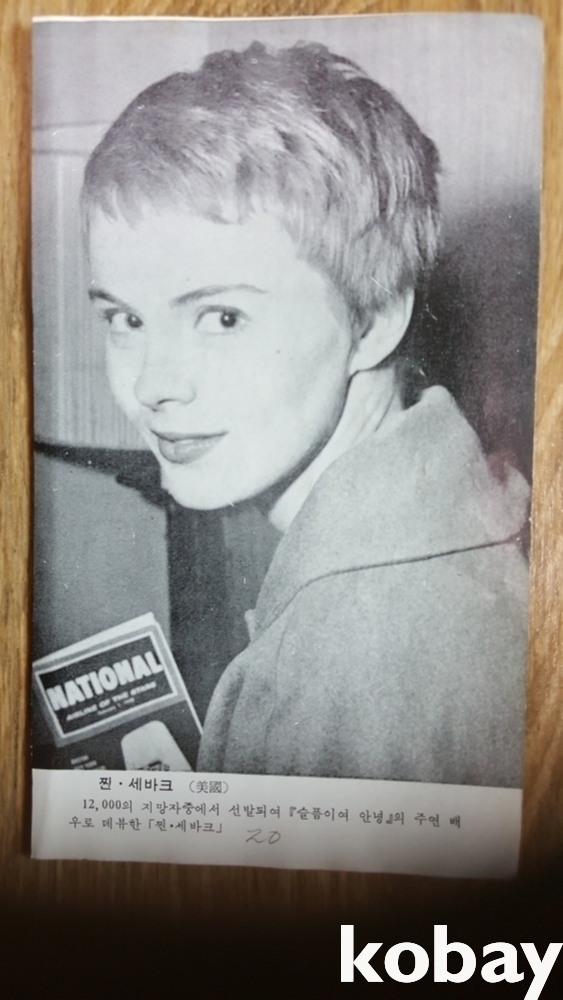 NATIONAL
AIRLINE OF THE STARS
찐·세바크 (美國)
12,000의 지망자중에서 선발되여 『슬픔이여 안녕』의 주연 배
우로 데뷰한 「찐·세바크」
20
kobay